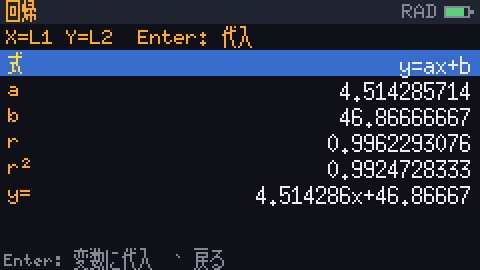 回帰 RAD
X=L1 Y=L2 Enter: 代入
式 y=ax+b
a 4.514285714
b 46.86666667
r 0.9962293076
r² 0.9924728333
y= 4.514286x+46.86667
Enter: 変数に代入 ` 戻る